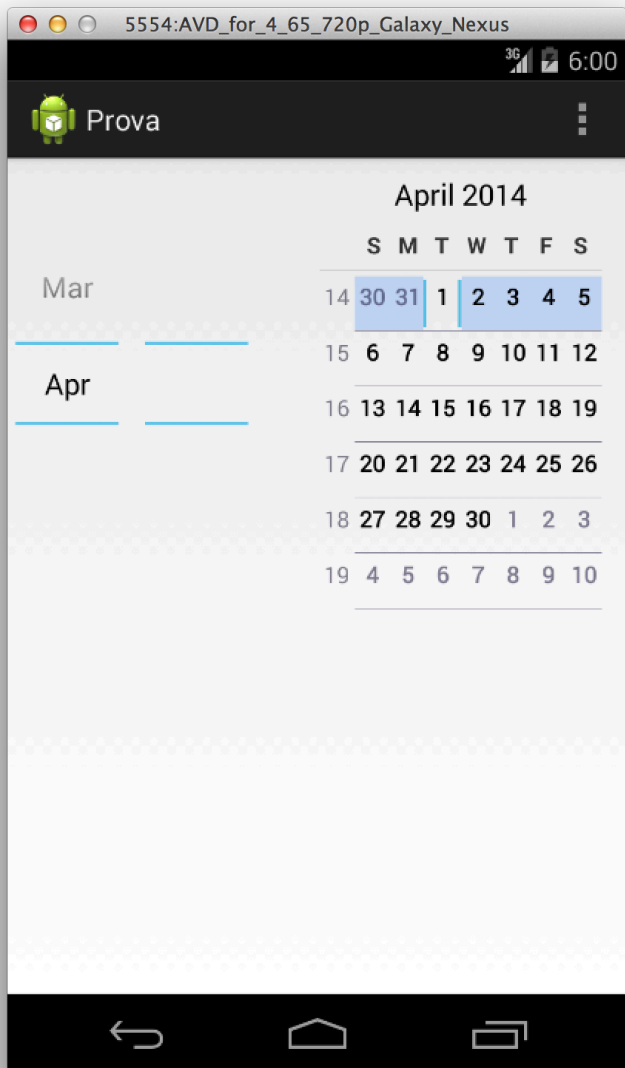 5554:AVD_for_4_65_720p_Galaxy_Nexus
3G 6:00
Prova
April 2014
S M T W T F S
Mar
14 30 31 1 2 3 4 5
15 6 7 8 9 10 11 12
Apr
16 13 14 15 16 17 18 19
17 20 21 22 23 24 25 26
18 27 28 29 30 1 2 3
19 4 5 6 7 8 9 10